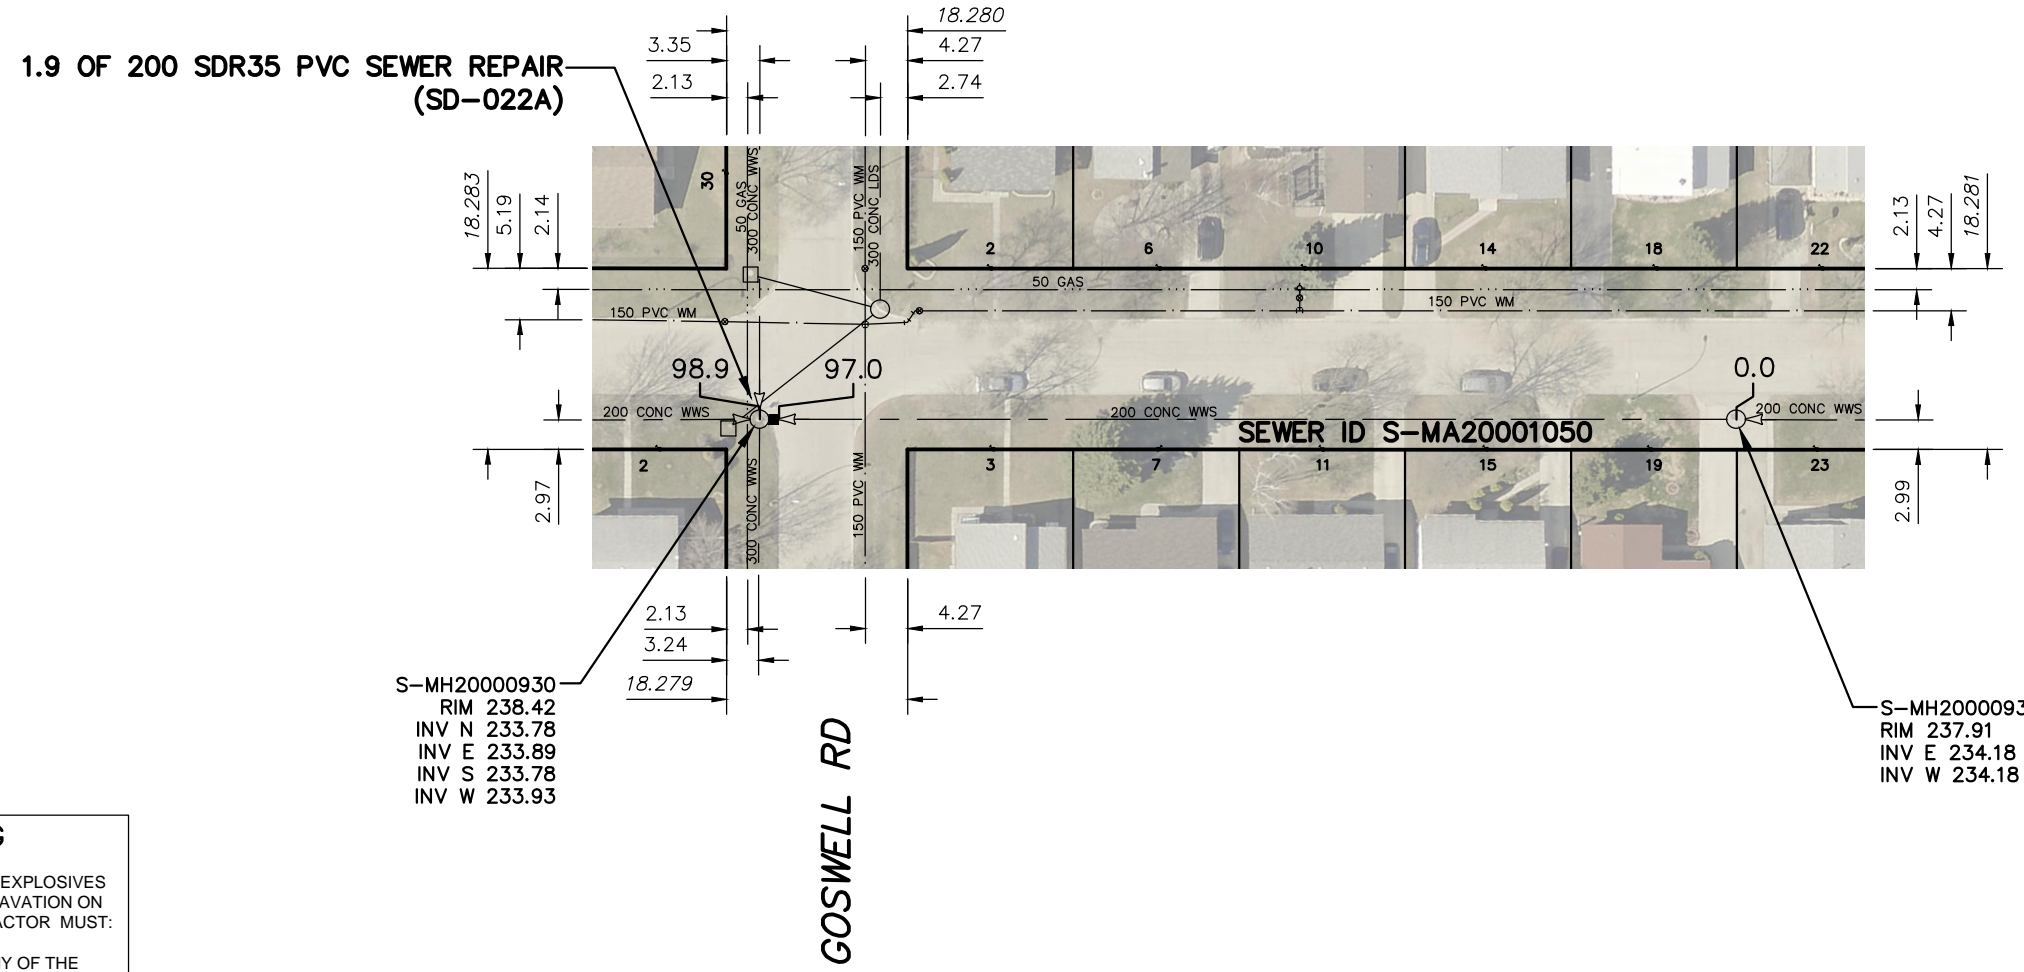 18.280
3.35
4.27
1.9 OF 200 SDR35 PVC SEWER REPAIR
(SD-022A)
2.13
2.74
18.283
5.19
2.14
30
50 GAS
300 CONC WWS
150 PVC WM
300 CONC LDS
2
6
10
14
18
22
2.13
4.27
18.281
50 GAS
150 PVC WM
150 PVC WM
98.9
97.0
0.0
200 CONC WWS
200 CONC WWS
200 CONC WWS
SEWER ID S-MA20001050
2
3
7
11
15
19
23
2.97
300 CONC WWS
150 PVC WM
2.99
2.13
4.27
3.24
18.279
S-MH20000930
RIM 238.42
INV N 233.78
INV E 233.89
INV S 233.78
INV W 233.93
S-MH2000093
RIM 237.91
INV E 234.18
INV W 234.18
GOSWELL RD
G
EXPLOSIVES
AVATION ON
ACTOR MUST:
Y OF THE